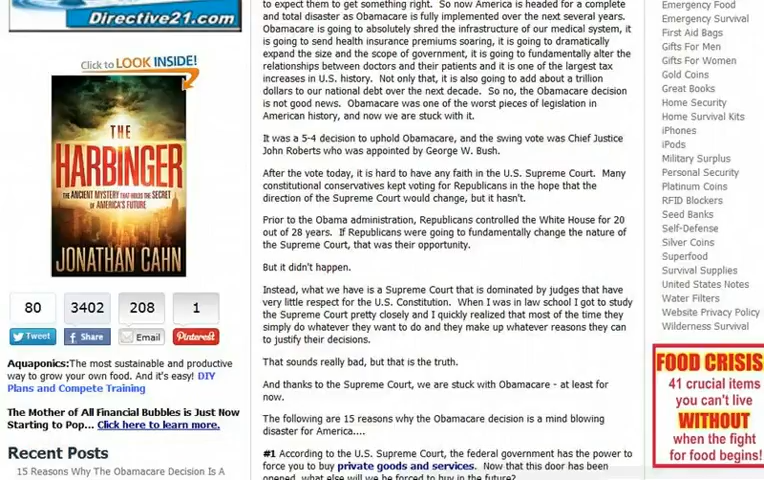 Directive21.com
Click to LOOK INSIDE!
THE
HARBINGER
THE ANCIENT MYSTERY THAT HOLDS THE SECRET
OF AMERICA'S FUTURE
JONATHAN CAHN
80
3402
208
1
Tweet
Share
Email
Pinterest
Aquaponics:The most sustainable and productive
way to grow your own food. And it's easy! DIY
Plans and Compete Training
The Mother of All Financial Bubbles is Just Now
Starting to Pop... Click here to learn more.
Recent Posts
15 Reasons Why The Obamacare Decision Is A
to expect them to get something right. So now America is headed for a complete
and total disaster as Obamacare is fully implemented over the next several years.
Obamacare is going to absolutely shred the infrastructure of our medical system, it
is going to send health insurance premiums soaring, it is going to dramatically
expand the size and the scope of government, it is going to fundamentally alter the
relationships between doctors and their patients and it is one of the largest tax
increases in U.S. history. Not only that, it is also going to add about a trillion
dollars to our national debt over the next decade. So no, the Obamacare decision
is not good news. Obamacare was one of the worst pieces of legislation in
American history, and now we are stuck with it.
It was a 5-4 decision to uphold Obamacare, and the swing vote was Chief Justice
John Roberts who was appointed by George W. Bush.
After the vote today, it is hard to have any faith in the U.S. Supreme Court. Many
constitutional conservatives kept voting for Republicans in the hope that the
direction of the Supreme Court would change, but it hasn't.
Prior to the Obama administration, Republicans controlled the White House for 20
out of 28 years. If Republicans were going to fundamentally change the nature of
the Supreme Court, that was their opportunity.
But it didn't happen.
Instead, what we have is a Supreme Court that is dominated by judges that have
very little respect for the U.S. Constitution. When I was in law school I got to study
the Supreme Court pretty closely and I quickly realized that most of the time they
simply do whatever they want to do and they make up whatever reasons they can
to justify their decisions.
That sounds really bad, but that is the truth.
And thanks to the Supreme Court, we are stuck with Obamacare - at least for
now.
The following are 15 reasons why the Obamacare decision is a mind blowing
disaster for America....
#1 According to the U.S. Supreme Court, the federal government has the power to
force you to buy private goods and services. Now that this door has been
opened, what else will we be forced to buy in the future?
Emergency Food
Emergency Survival
First Aid Bags
Gifts For Men
Gifts For Women
Gold Coins
Great Books
Home Security
Home Survival Kits
iPhones
iPods
Military Surplus
Personal Security
Platinum Coins
RFID Blockers
Seed Banks
Self-Defense
Silver Coins
Superfood
Survival Supplies
United States Notes
Water Filters
Website Privacy Policy
Wilderness Survival
FOOD CRISIS
41 crucial items
you can't live
WITHOUT
when the fight
for food begins!